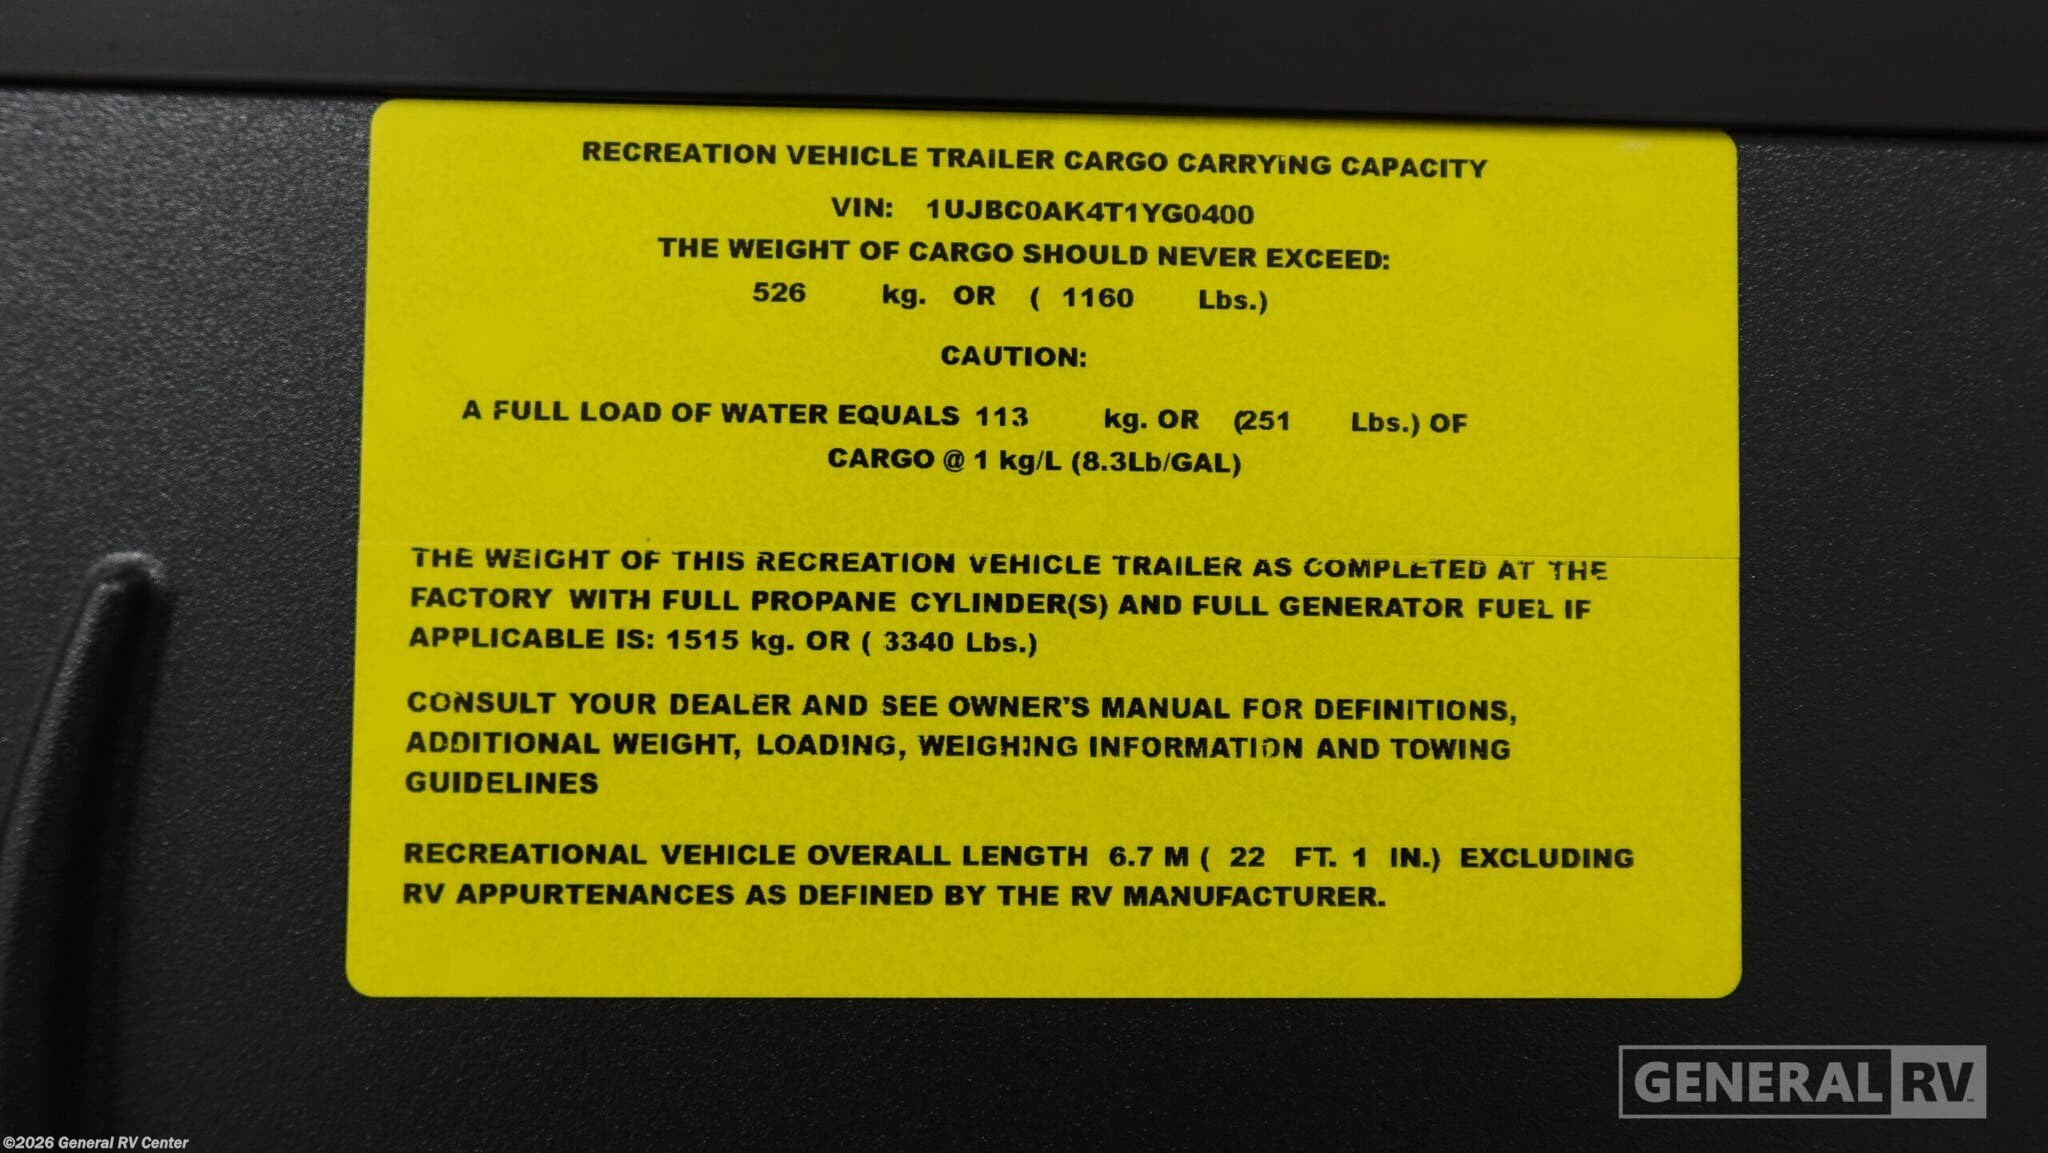 RECREATION VEHICLE TRAILER CARGO CARRYING CAPACITY
VIN: 1UJBC0AK4T1YG0400
THE WEIGHT OF CARGO SHOULD NEVER EXCEED:
526 kg. OR ( 1160 Lbs.)
CAUTION:
A FULL LOAD OF WATER EQUALS 113 kg. OR (251 Lbs.) OF
CARGO @ 1 kg/L (8.3Lb/GAL)
THE WEIGHT OF THIS RECREATION VEHICLE TRAILER AS COMPLETED AT THE
FACTORY WITH FULL PROPANE CYLINDER(S) AND FULL GENERATOR FUEL IF
APPLICABLE IS: 1515 kg. OR ( 3340 Lbs.)
CONSULT YOUR DEALER AND SEE OWNER'S MANUAL FOR DEFINITIONS,
ADDITIONAL WEIGHT, LOADING, WEIGHING INFORMATION AND TOWING
GUIDELINES
RECREATIONAL VEHICLE OVERALL LENGTH 6.7 M ( 22 FT. 1 IN.) EXCLUDING
RV APPURTENANCES AS DEFINED BY THE RV MANUFACTURER.
GENERAL RV
©2026 General RV Center